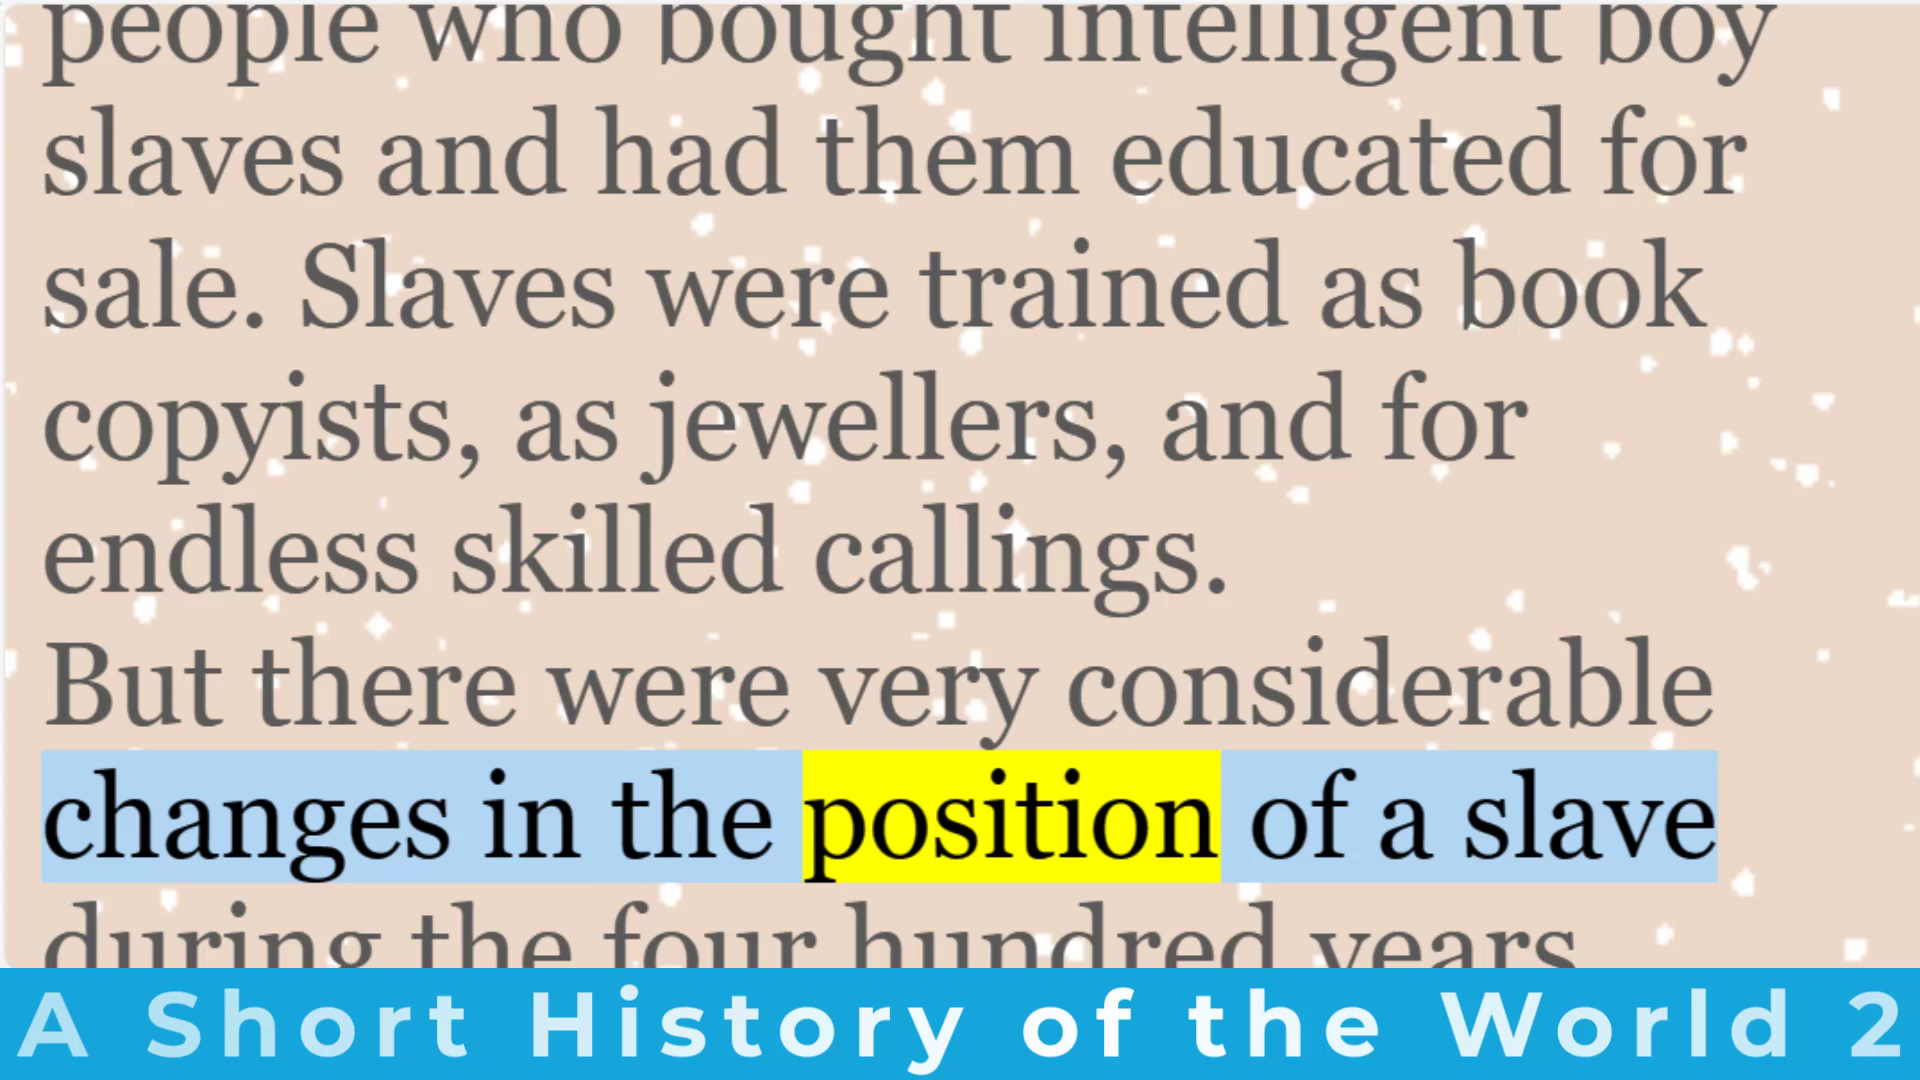 people who bought intelligent boy
slaves and had them educated for
sale. Slaves were trained as book
copyists, as jewellers, and for
endless skilled callings.
But there were very considerable
changes in the position of a slave
during the four hundred years
A Short History of the World 2